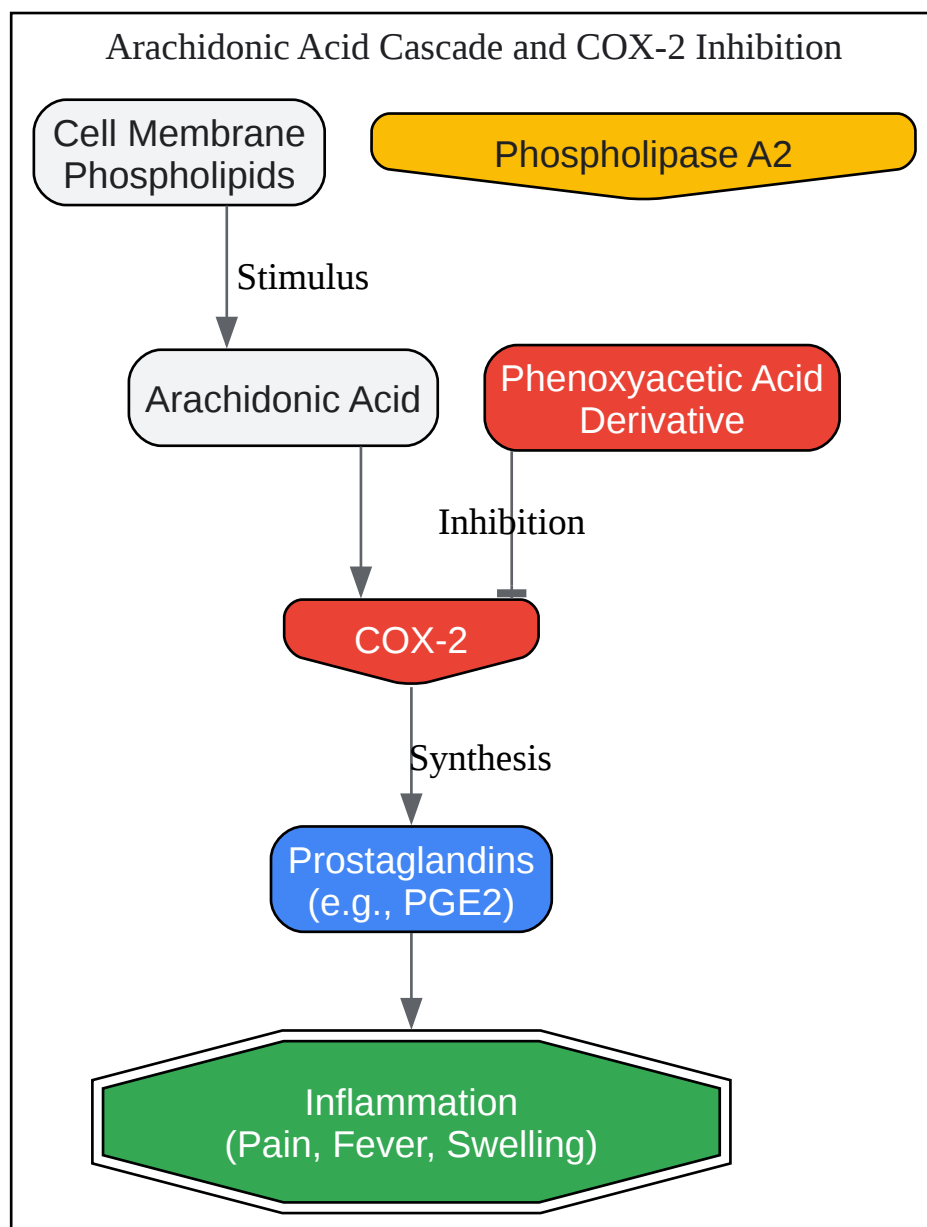 Arachidonic Acid Cascade and COX-2 Inhibition
Cell Membrane
Phospholipids
Phospholipase A2
Stimulus
Arachidonic Acid
Phenoxyacetic Acid
Derivative
Inhibition
COX-2
Synthesis
Prostaglandins
(e.g., PGE2)
Inflammation
(Pain, Fever, Swelling)